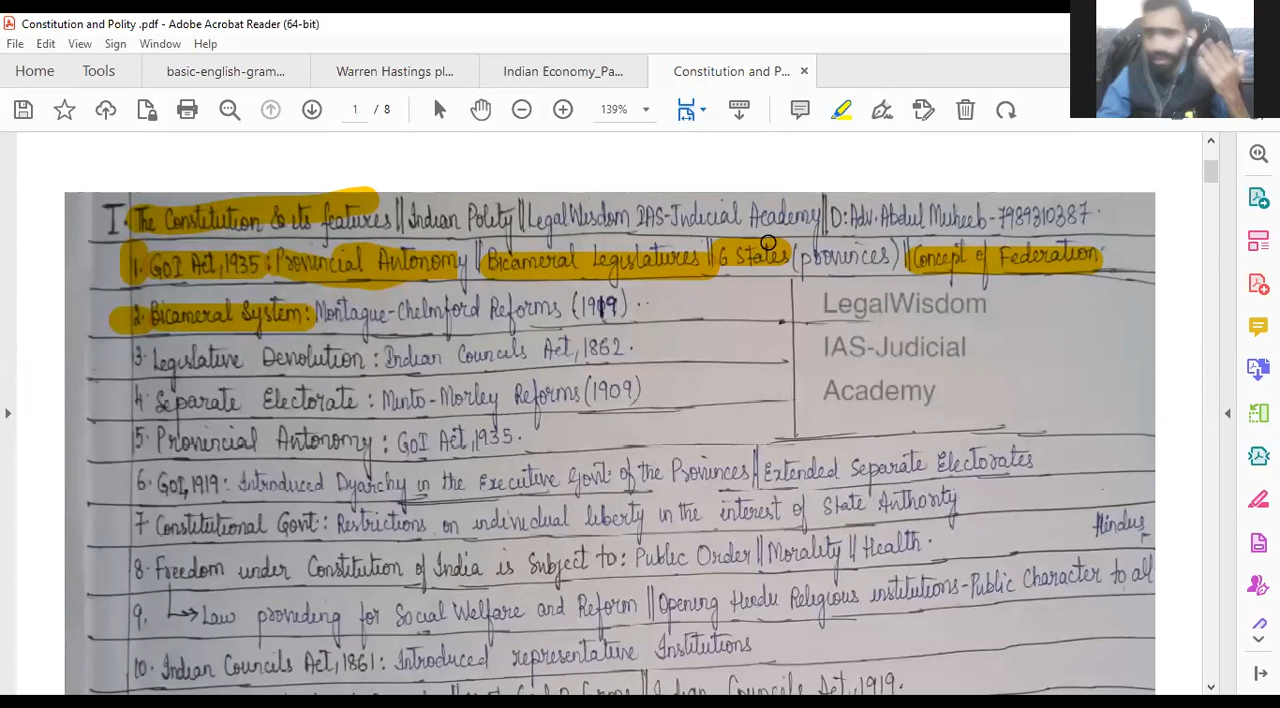 Constitution and Polity .pdf - Adobe Acrobat Reader (64-bit)
File Edit View Sign Window Help
Home Tools basic-english-gram... Warren Hastings pl... Indian Economy_Pa... Constitution and P... ×
1 / 8 139%
I. The Constitution & its features || Indian Polity || LegalWisdom IAS-Judicial Academy || D: Adv. Abdul Muheeb - 7989310387.
1. GoI Act, 1935 : Provincial Autonomy || Bicameral Legislatures || 6 States (provinces) || Concept of Federation
2. Bicameral System: Montague-Chelmford Reforms (1919)
3. Legislative Devolution : Indian Councils Act, 1862.
4. Separate Electorate : Minto-Morley Reforms (1909)
5. Provincial Autonomy : GoI Act, 1935.
LegalWisdom
IAS-Judicial
Academy
6. GoI, 1919: Introduced Dyarchy in the Executive Govt: of the Provinces || Extended Separate Electorates
7 Constitutional Govt: Restrictions on individual liberty in the interest of State Authority
Hindus
8. Freedom under Constitution of India is Subject to: Public Order || Morality || Health.
9. → Law providing for Social Welfare and Reform || Opening Hindu Religious institutions-Public Character to all
10. Indian Councils Act, 1861: Introduced representative Institutions
Indian Councils Act, 1919.